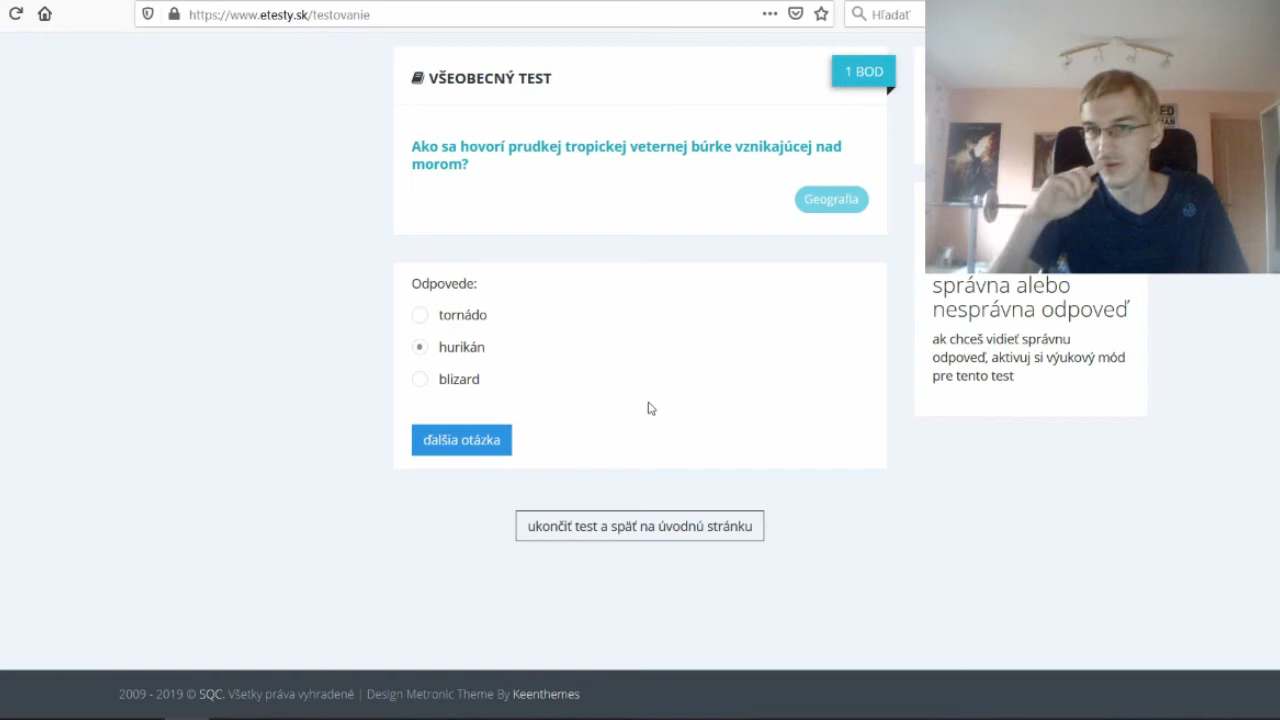 https://www.etesty.sk/testovanie
Hľadať
VŠEOBECNÝ TEST
1 BOD
Ako sa hovorí prudkej tropickej veternej búrke vznikajúcej nad
morom?
Geografia
Odpovede:
tornádo
hurikán
blizard
ďalšia otázka
ukončiť test a späť na úvodnú stránku
správna alebo
nesprávna odpoveď
ak chceš vidieť správnu
odpoveď, aktivuj si výukový mód
pre tento test
2009 - 2019 © SQC. Všetky práva vyhradené | Design Metronic Theme By Keenthemes